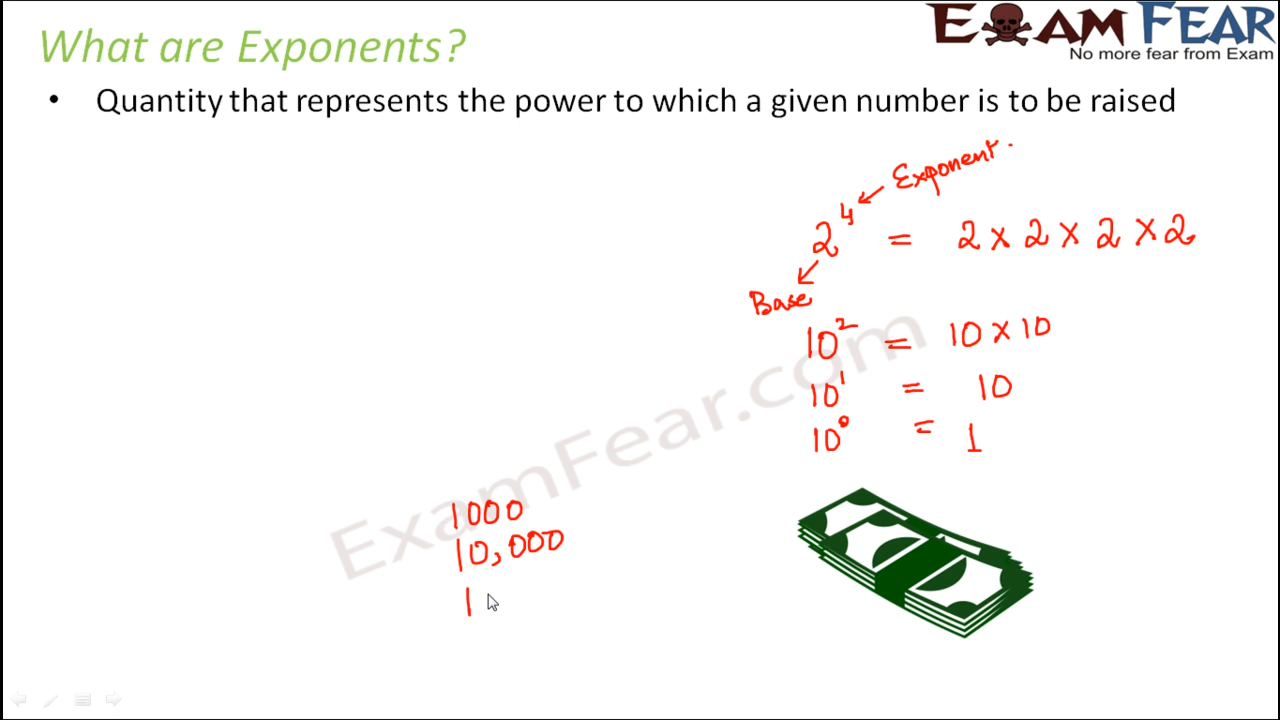 What are Exponents?
EXAM FEAR
No more fear from Exam
• Quantity that represents the power to which a given number is to be raised
Exponent.
2⁴ = 2 × 2 × 2 × 2
Base
10² = 10 × 10
10¹ = 10
10⁰ = 1
ExamFear.com
1000
10,000
1